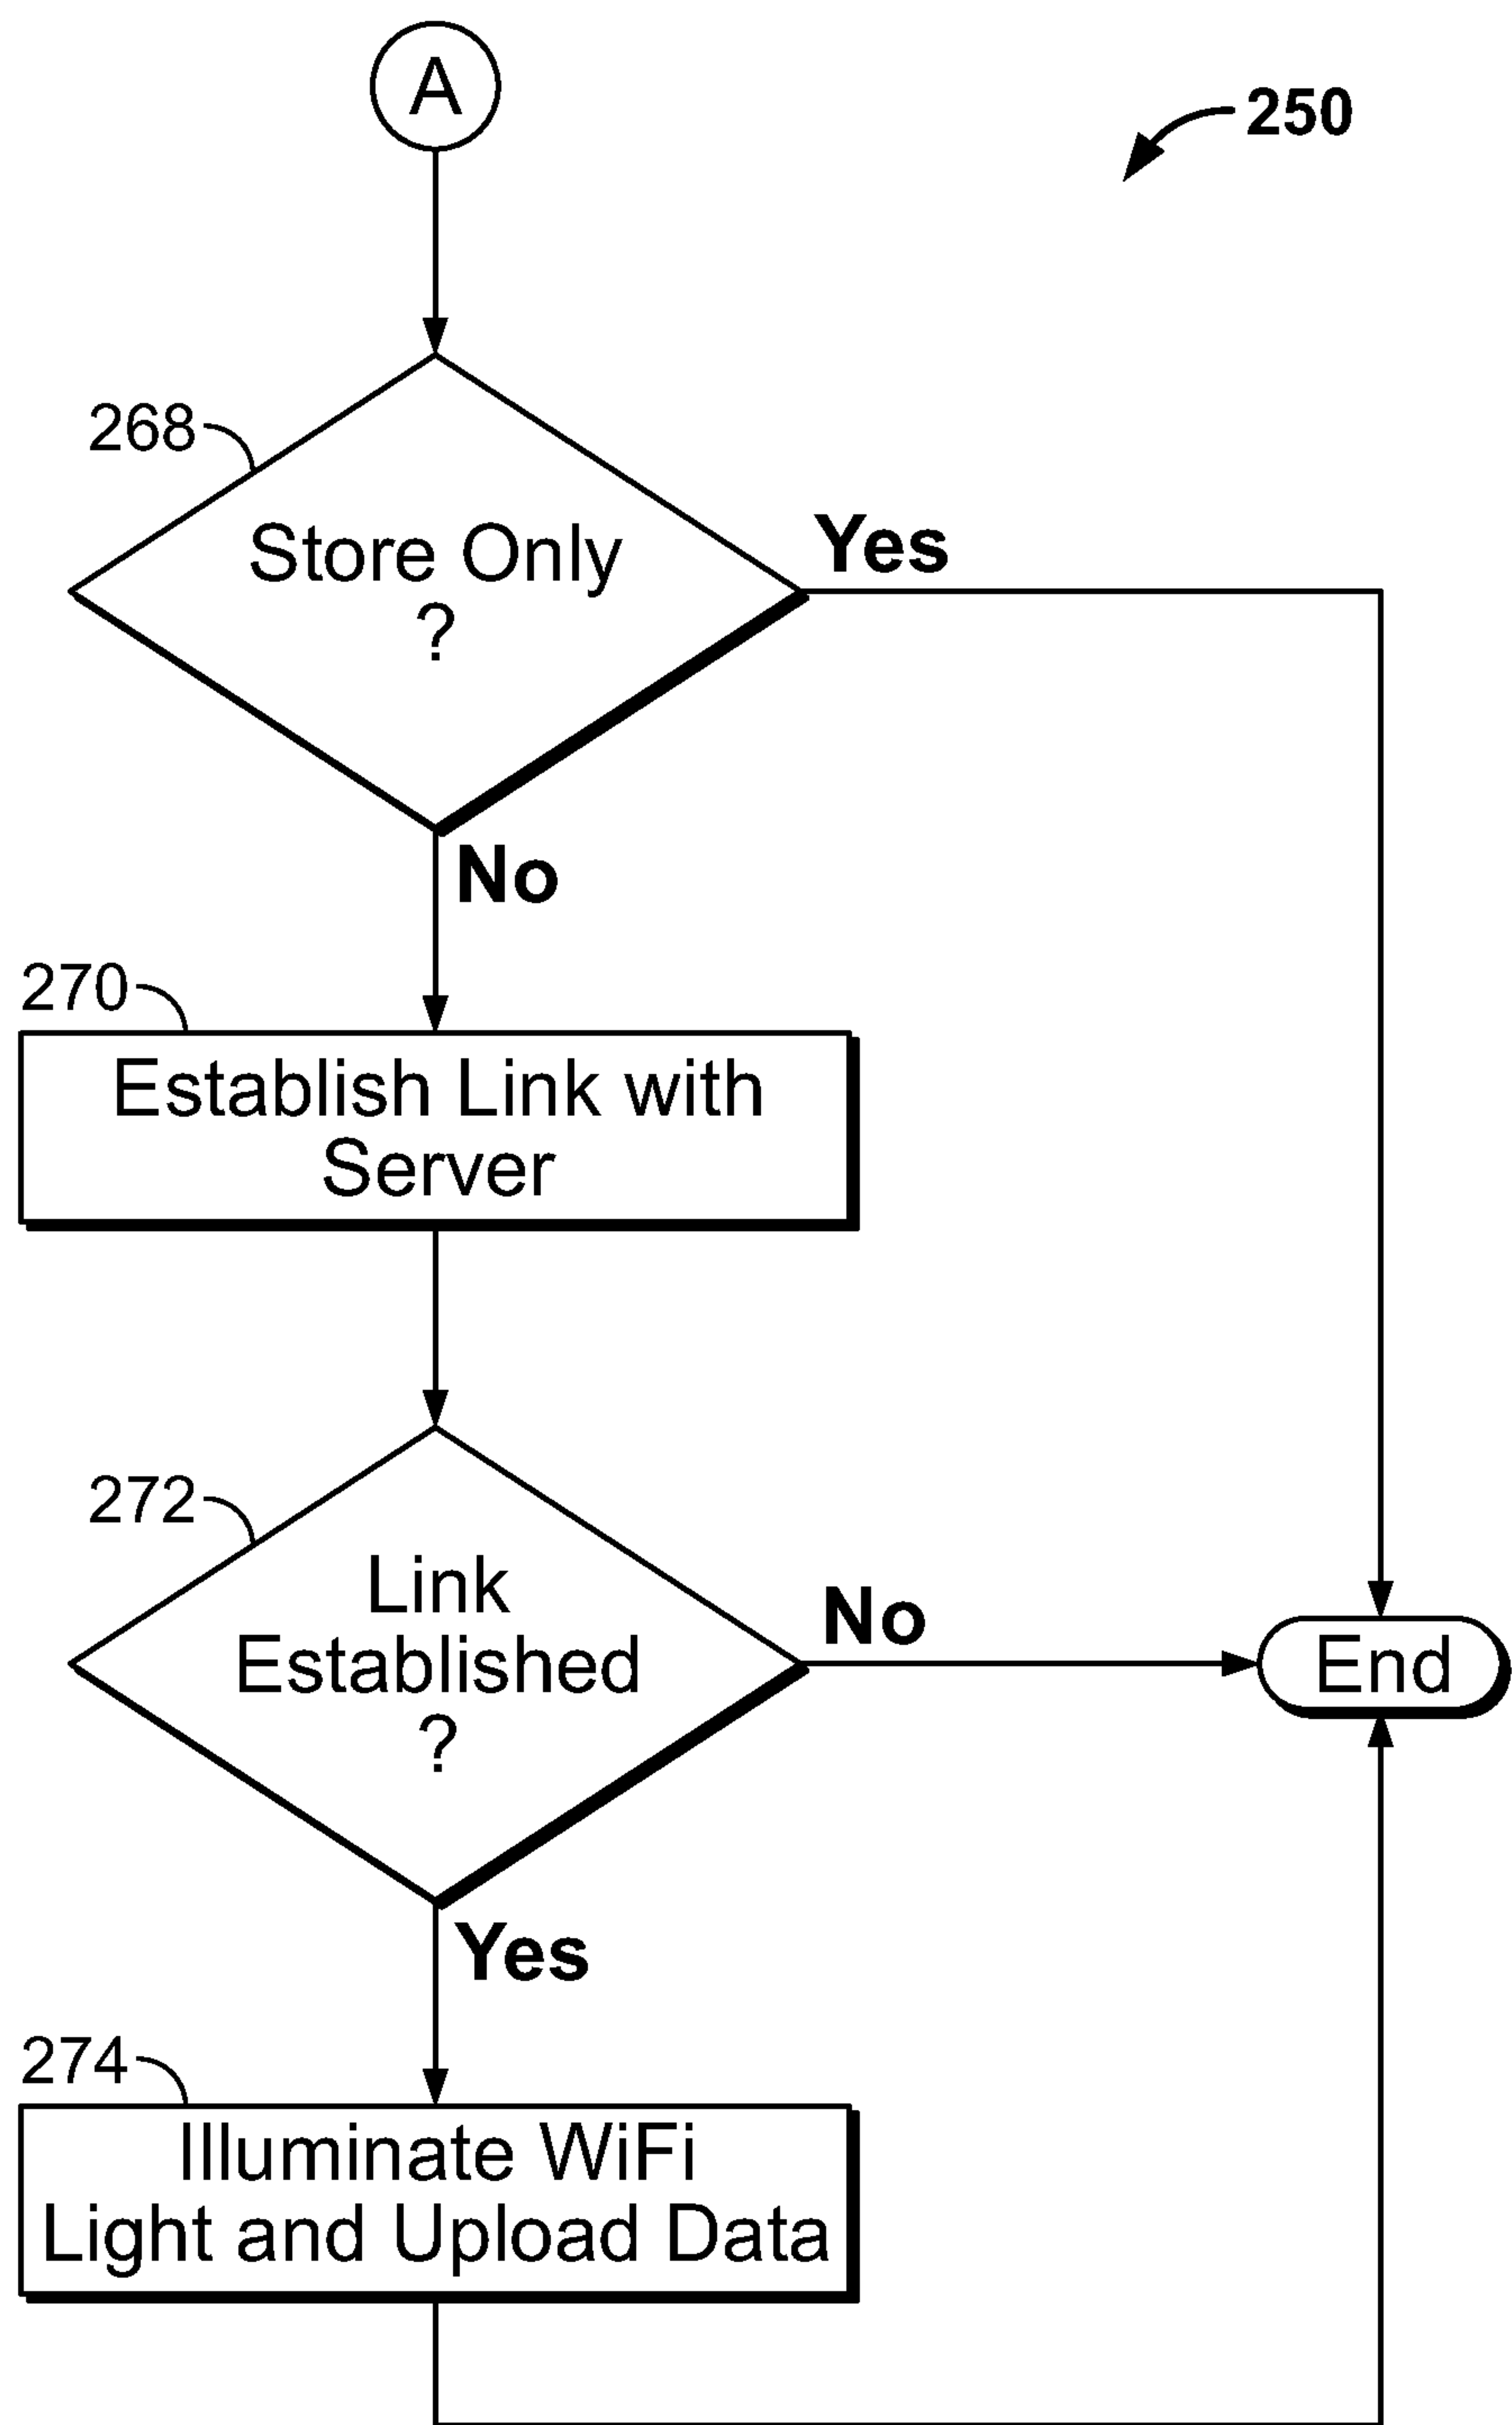 A
250
268
Store Only
?
Yes
No
270
Establish Link with
Server
272
Link
Established
?
No
End
Yes
274
Illuminate WiFi
Light and Upload Data